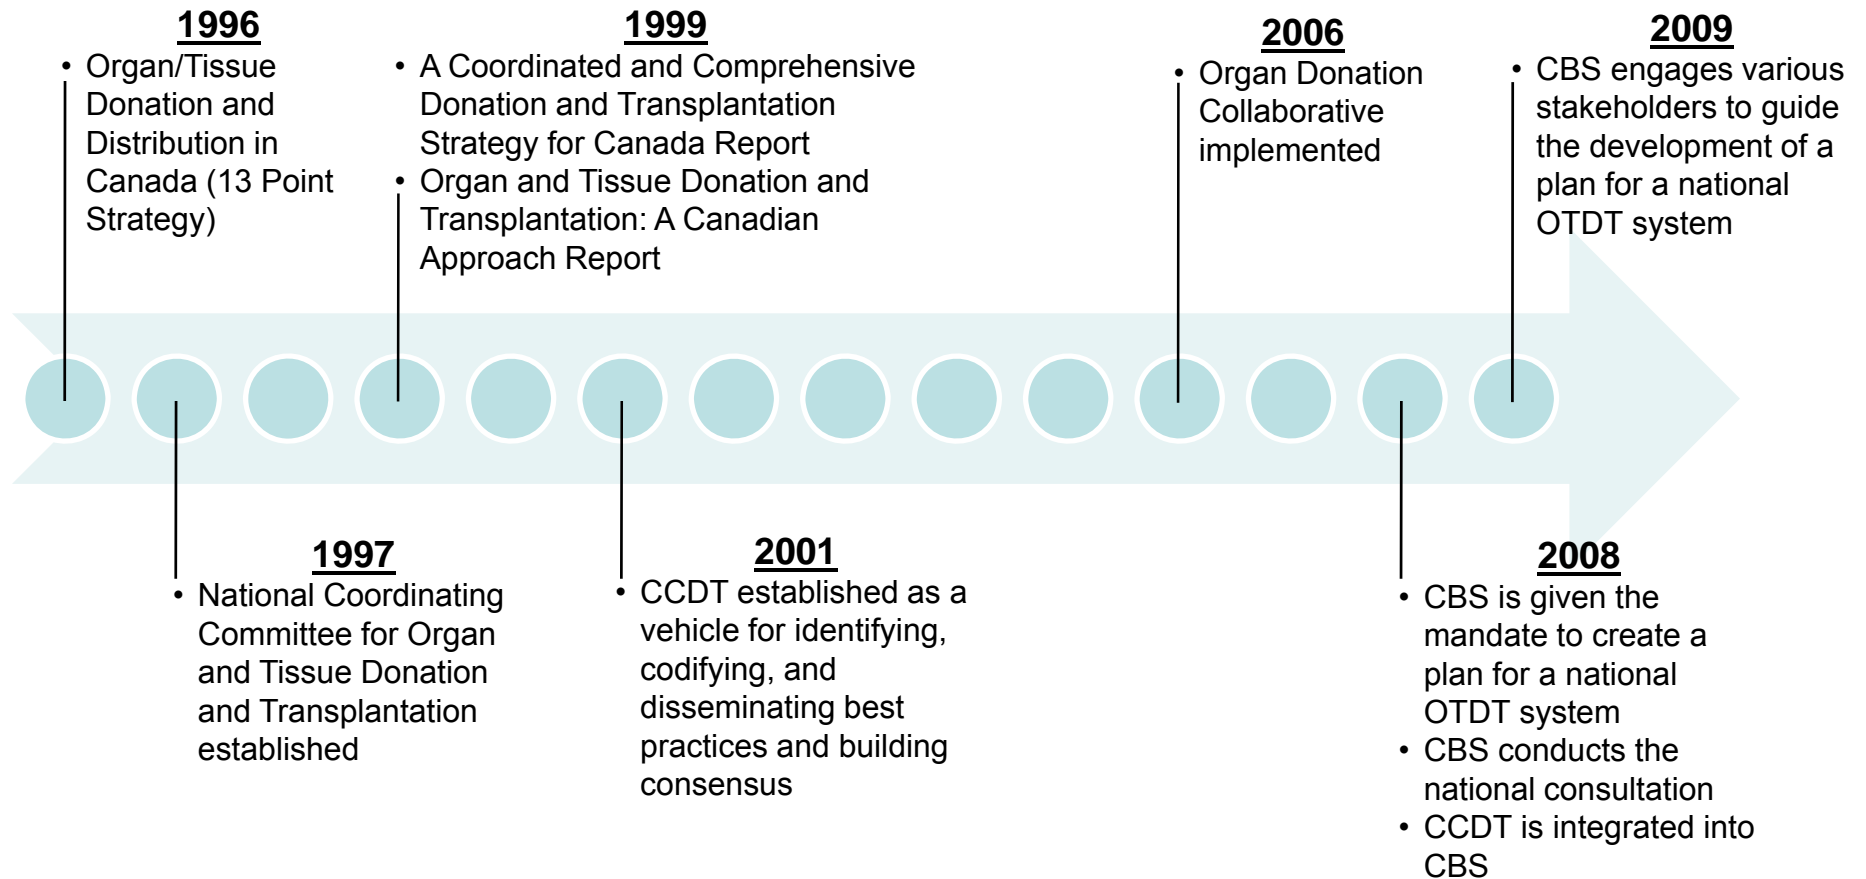 1996
• Organ/Tissue
Donation and
Distribution in
Canada (13 Point
Strategy)
1999
• A Coordinated and Comprehensive
Donation and Transplantation
Strategy for Canada Report
• Organ and Tissue Donation and
Transplantation: A Canadian
Approach Report
2006
• Organ Donation
Collaborative
implemented
2009
• CBS engages various
stakeholders to guide
the development of a
plan for a national
OTDT system
1997
• National Coordinating
Committee for Organ
and Tissue Donation
and Transplantation
established
2001
• CCDT established as a
vehicle for identifying,
codifying, and
disseminating best
practices and building
consensus
2008
• CBS is given the
mandate to create a
plan for a national
OTDT system
• CBS conducts the
national consultation
• CCDT is integrated into
CBS